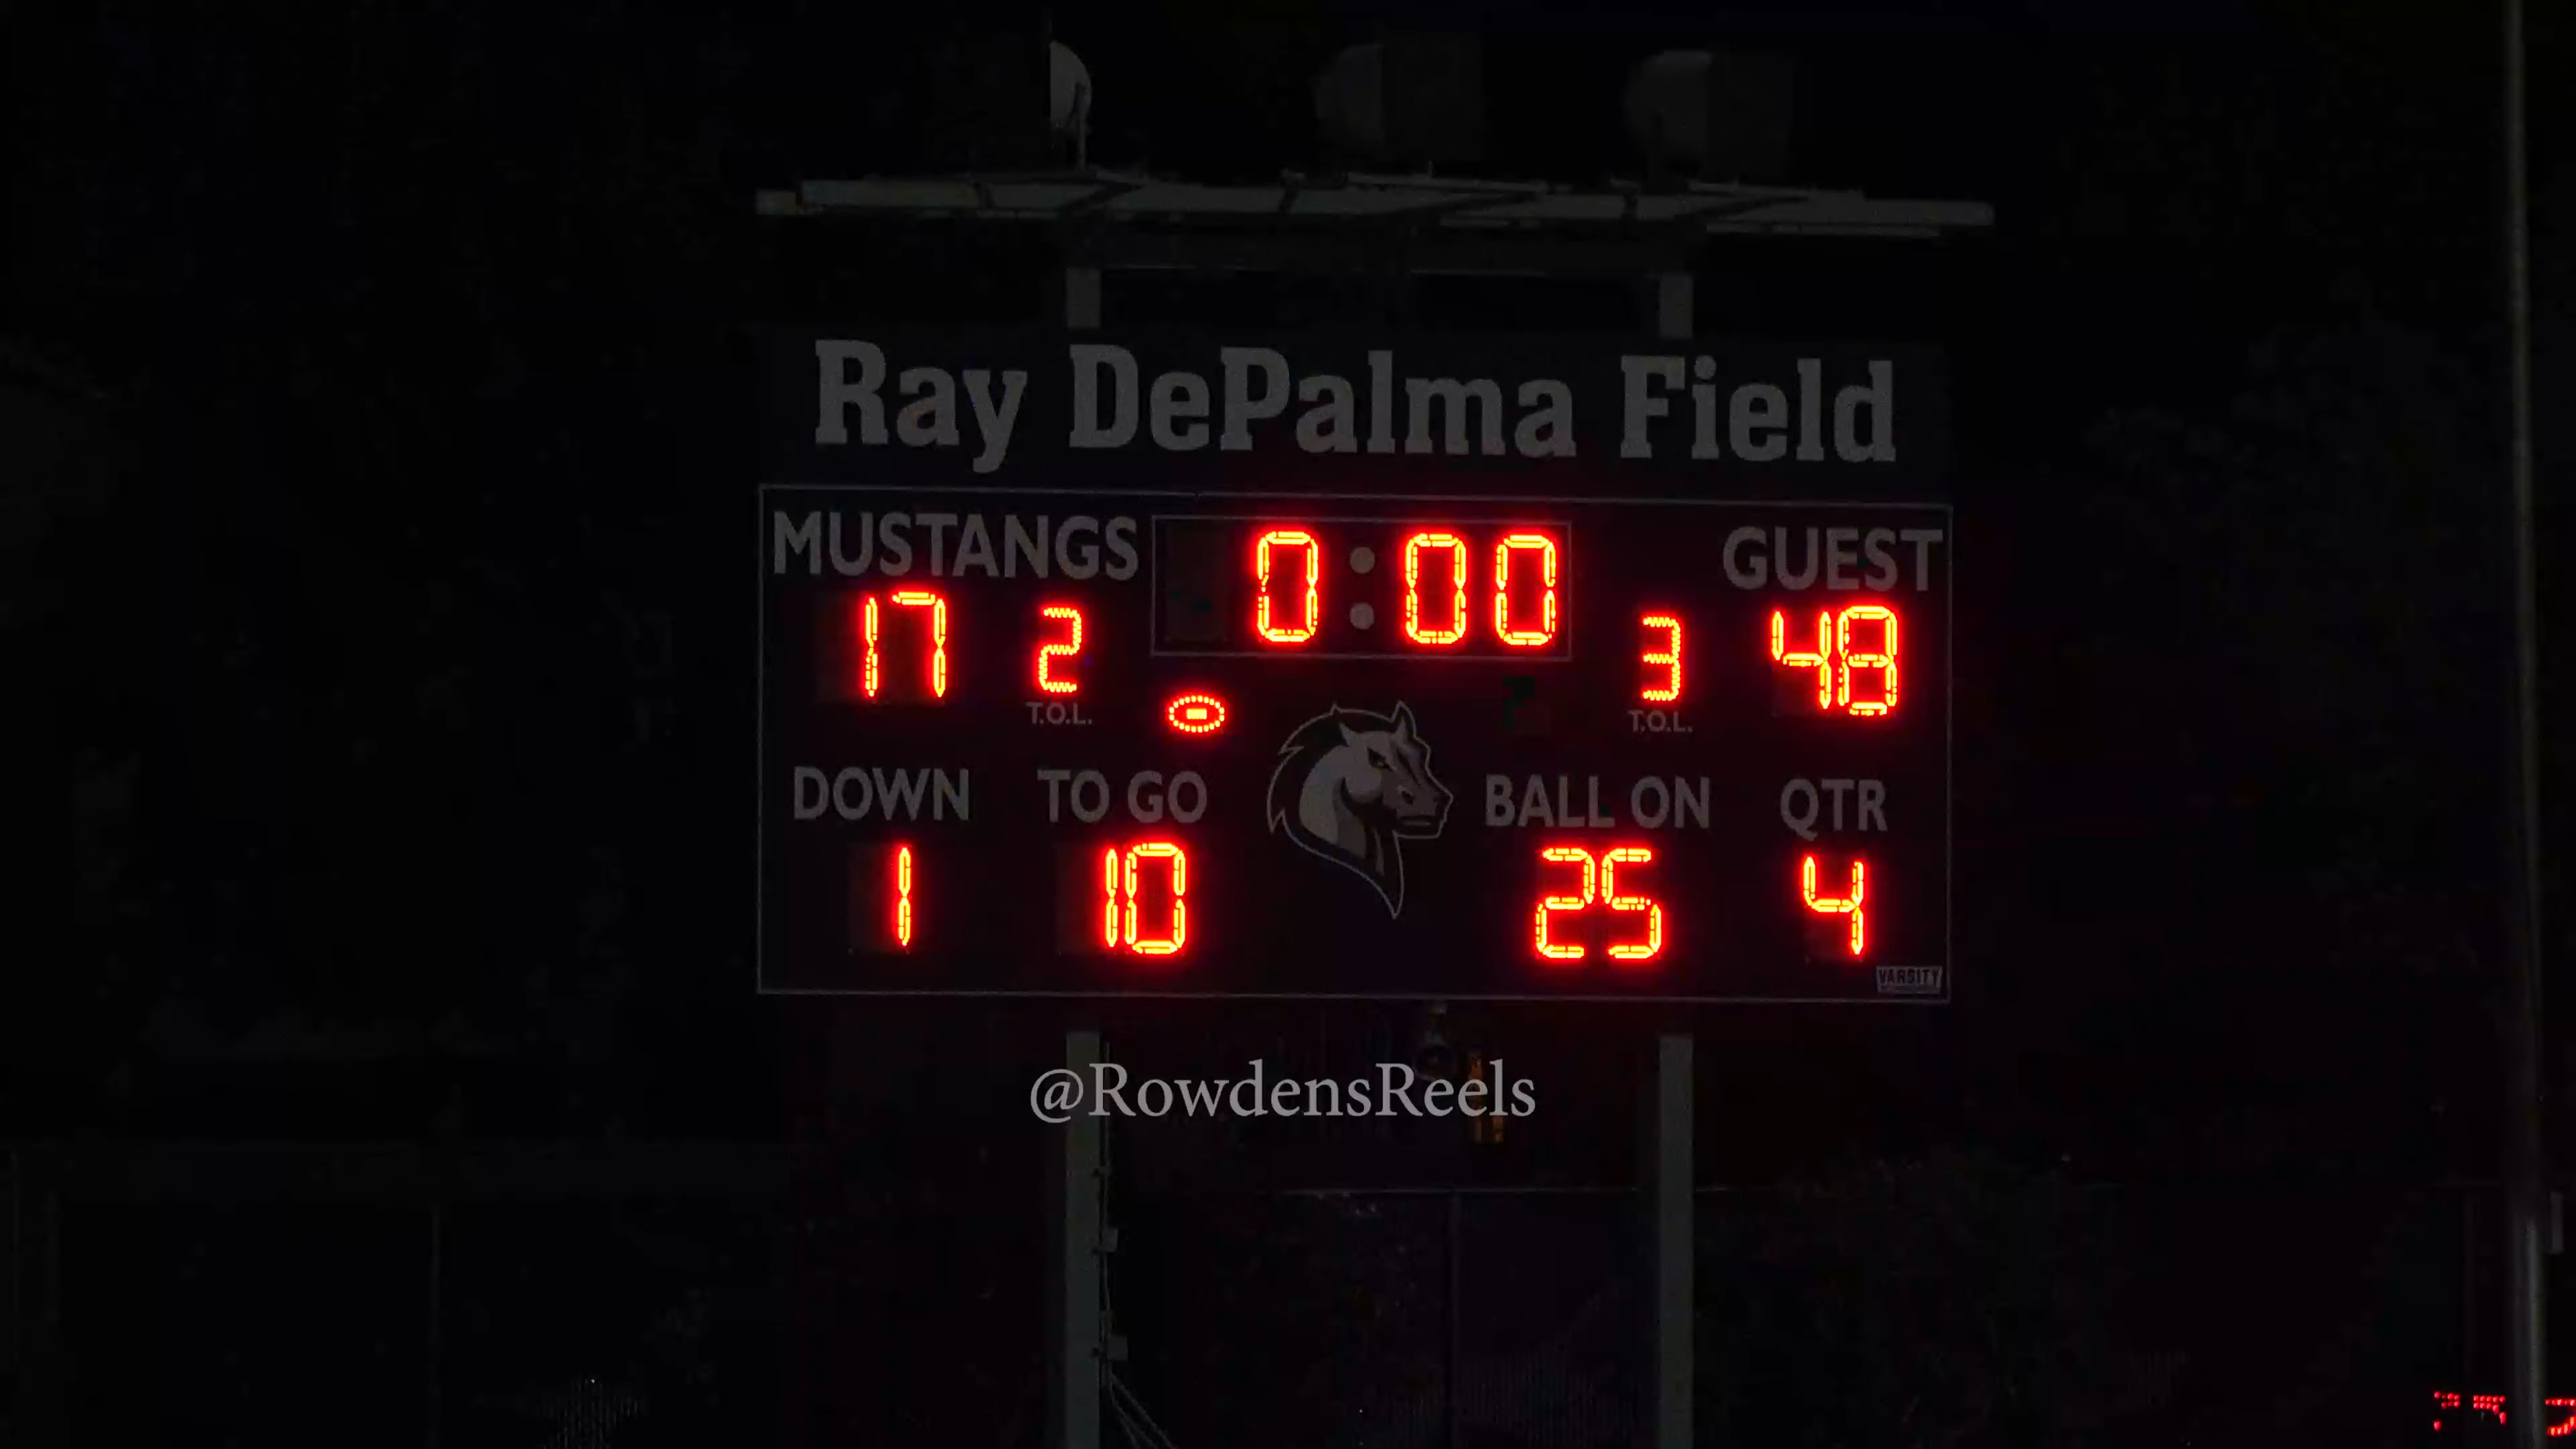 Ray DePalma Field
MUSTANGS 0:00 GUEST
17 2 3 48
T.O.L. T.O.L.
DOWN TO GO BALL ON QTR
1 10 25 4
VARSITY
@RowdensReels